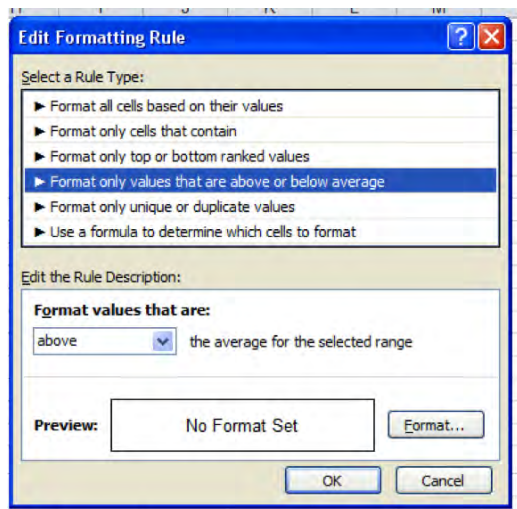 Edit Formatting Rule
Select a Rule Type:
► Format all cells based on their values
► Format only cells that contain
► Format only top or bottom ranked values
► Format only values that are above or below average
► Format only unique or duplicate values
► Use a formula to determine which cells to format
Edit the Rule Description:
Format values that are:
above the average for the selected range
Preview: No Format Set Format...
OK Cancel